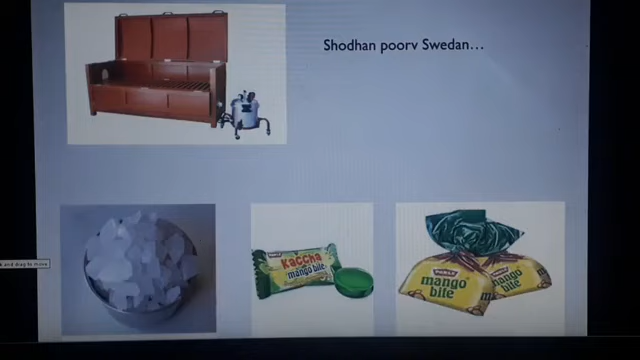 Shodhan poorv Swedan...
Kaccha
mango bite
mango
bite
mango
bite